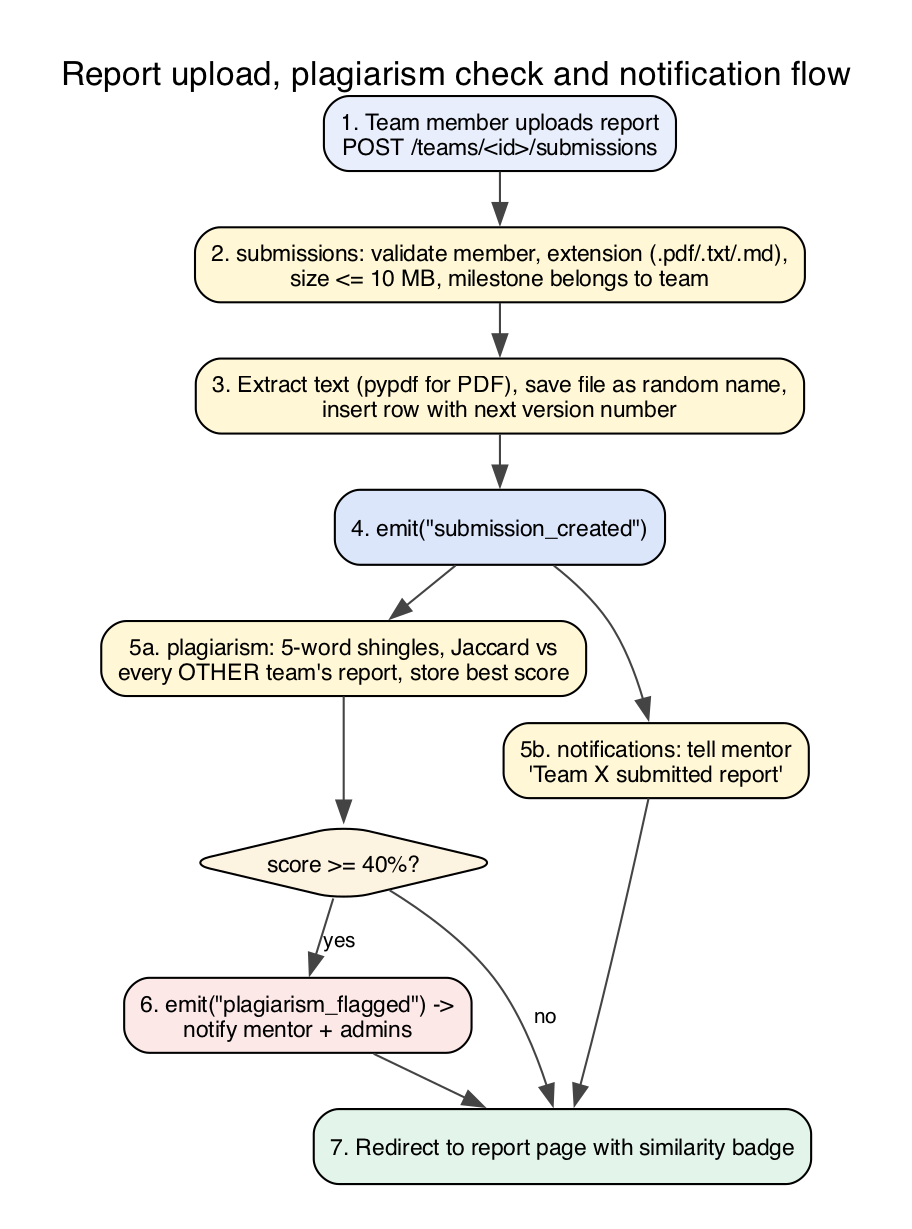 Report upload, plagiarism check and notification flow
1. Team member uploads report
POST /teams/<id>/submissions
2. submissions: validate member, extension (.pdf/.txt/.md),
size <= 10 MB, milestone belongs to team
3. Extract text (pypdf for PDF), save file as random name,
insert row with next version number
4. emit("submission_created")
5a. plagiarism: 5-word shingles, Jaccard vs
every OTHER team's report, store best score
5b. notifications: tell mentor
'Team X submitted report'
score >= 40%?
yes
6. emit("plagiarism_flagged") ->
notify mentor + admins
no
7. Redirect to report page with similarity badge